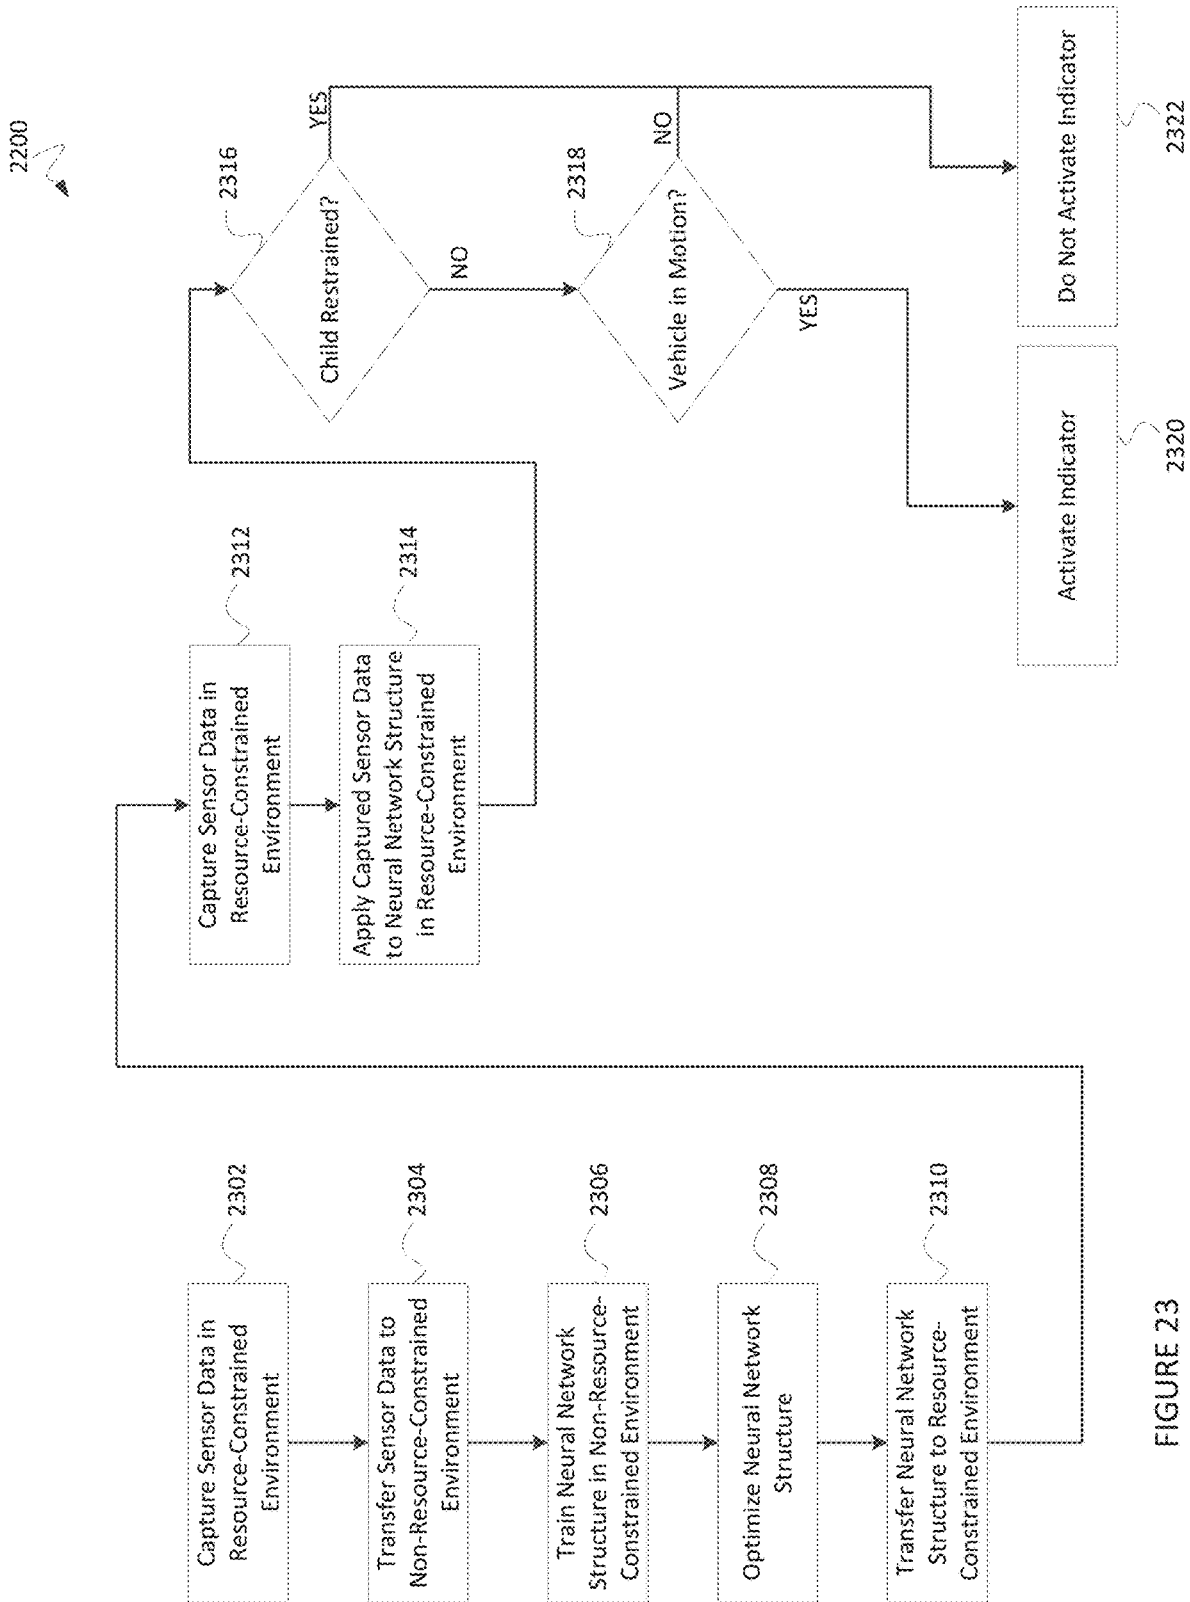 2200
Capture Sensor Data in
Resource-Constrained
Environment
2302
Transfer Sensor Data to
Non-Resource-Constrained
Environment
2304
Train Neural Network
Structure in Non-Resource-
Constrained Environment
2306
Optimize Neural Network
Structure
2308
Transfer Neural Network
Structure to Resource-
Constrained Environment
2310
Capture Sensor Data in
Resource-Constrained
Environment
2312
Apply Captured Sensor Data
to Neural Network Structure
in Resource-Constrained
Environment
2314
Child Restrained?
2316
YES
NO
Vehicle in Motion?
2318
NO
YES
Activate Indicator
2320
Do Not Activate Indicator
2322
FIGURE 23